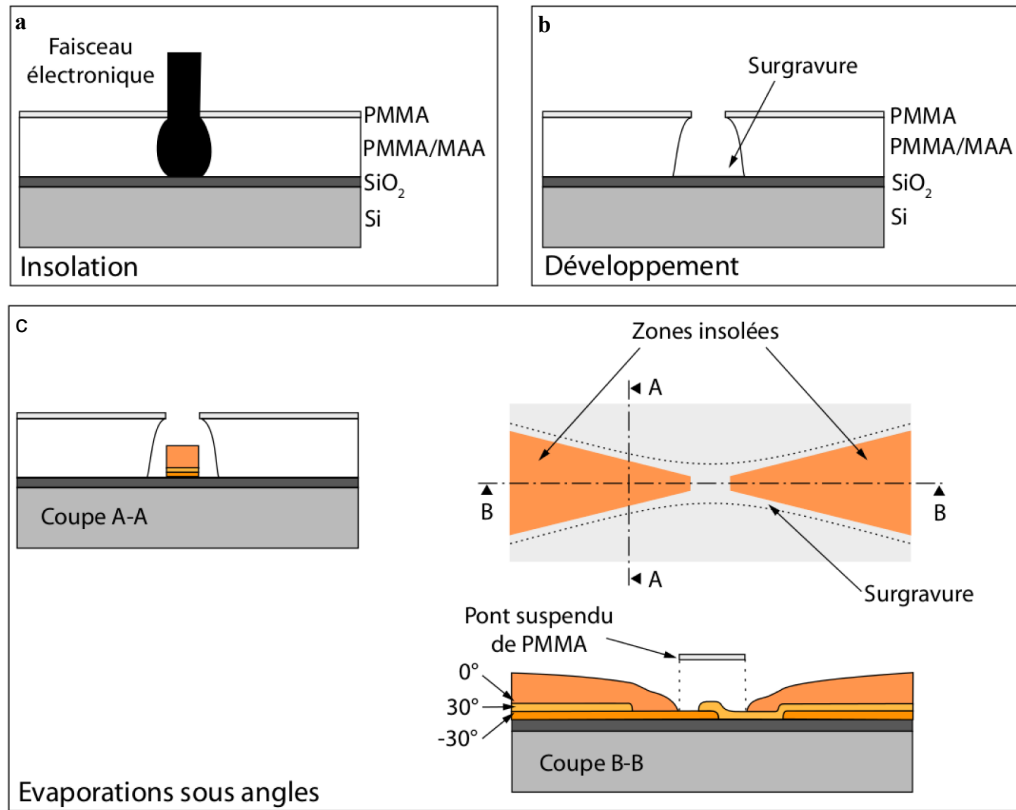 a
Faisceau
électronique
PMMA
PMMA/MAA
SiO2
Si
Insolation
b
Surgravure
PMMA
PMMA/MAA
SiO2
Si
Développement
c
Zones insolées
A
B
B
A
Coupe A-A
Surgravure
Pont suspendu
de PMMA
0°
30°
-30°
Coupe B-B
Evaporations sous angles